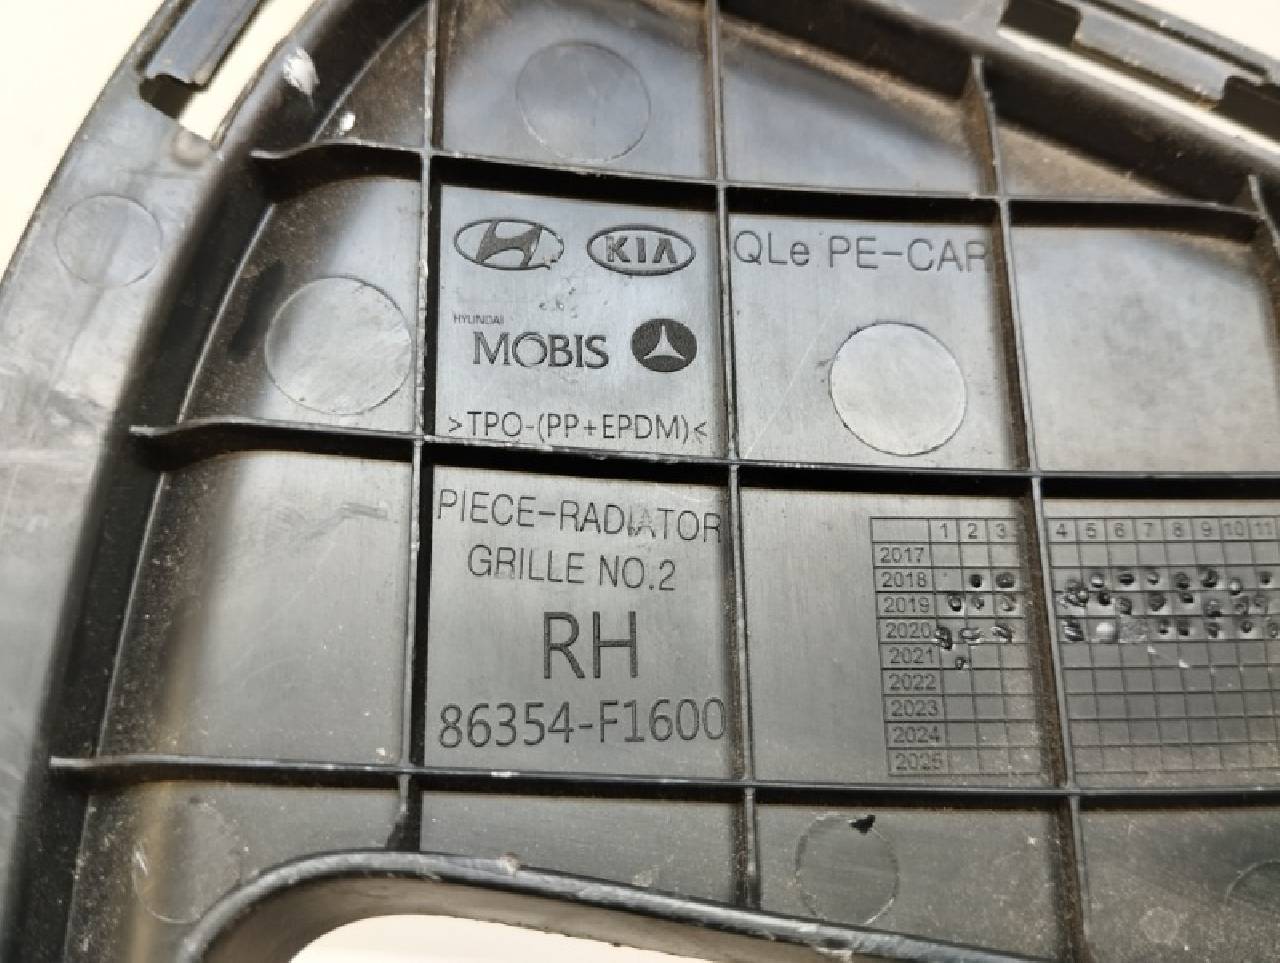 KIA
QLe PE-CAR
HYUNDAI
MOBIS
>TPO-(PP+EPDM)<
PIECE-RADIATOR
GRILLE NO.2
RH
86354-F1600
1 2 3 4 5 6 7 8 9 10 11
2017
2018
2019
2020
2021
2022
2023
2024
2025